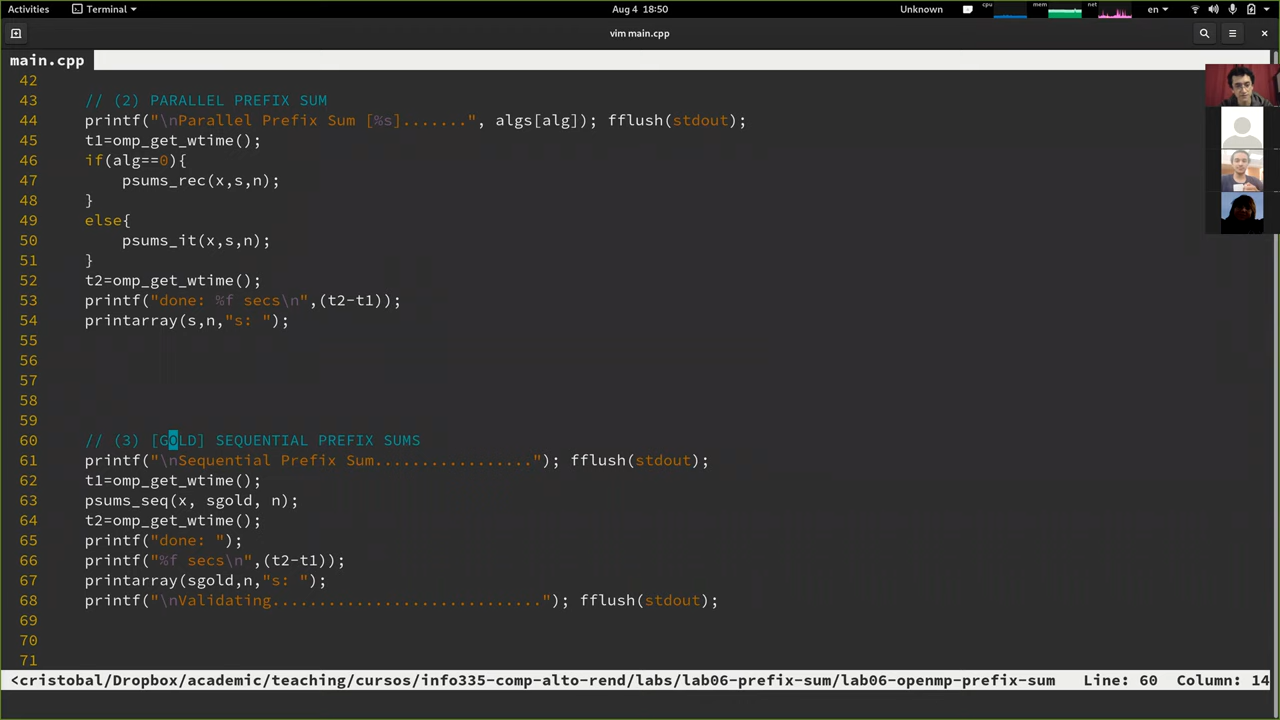 Activities Terminal Aug 4 18:50 Unknown cpu mem net en
vim main.cpp
main.cpp
42
43 // (2) PARALLEL PREFIX SUM
44 printf("\nParallel Prefix Sum [%s].......", algs[alg]); fflush(stdout);
45 t1=omp_get_wtime();
46 if(alg==0){
47 psums_rec(x,s,n);
48 }
49 else{
50 psums_it(x,s,n);
51 }
52 t2=omp_get_wtime();
53 printf("done: %f secs\n",(t2-t1));
54 printarray(s,n,"s: ");
55
56
57
58
59
60 // (3) [GOLD] SEQUENTIAL PREFIX SUMS
61 printf("\nSequential Prefix Sum................."); fflush(stdout);
62 t1=omp_get_wtime();
63 psums_seq(x, sgold, n);
64 t2=omp_get_wtime();
65 printf("done: ");
66 printf("%f secs\n",(t2-t1));
67 printarray(sgold,n,"s: ");
68 printf("\nValidating............................."); fflush(stdout);
69
70
71
<cristobal/Dropbox/academic/teaching/cursos/info335-comp-alto-rend/labs/lab06-prefix-sum/lab06-openmp-prefix-sum Line: 60 Column: 14